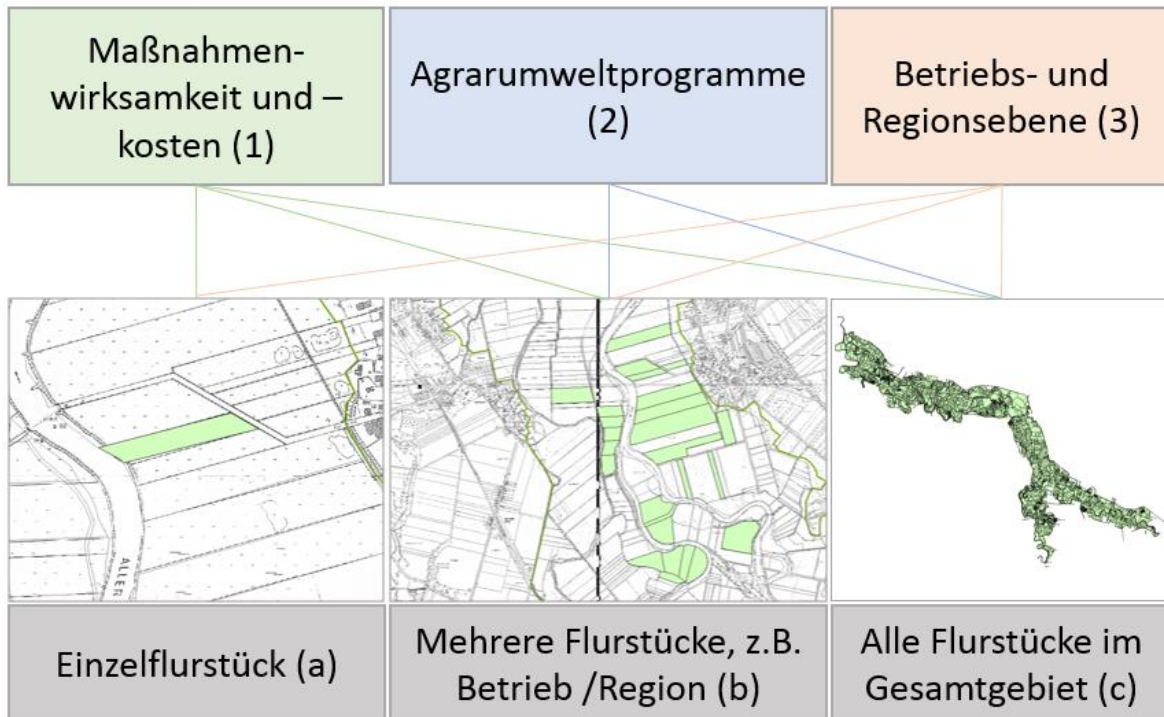 Maßnahmen-
wirksamkeit und –
kosten (1)
Agrarumweltprogramme
(2)
Betriebs- und
Regionsebene (3)
ALLER
Einzelflurstück (a)
Mehrere Flurstücke, z.B.
Betrieb /Region (b)
Alle Flurstücke im
Gesamtgebiet (c)